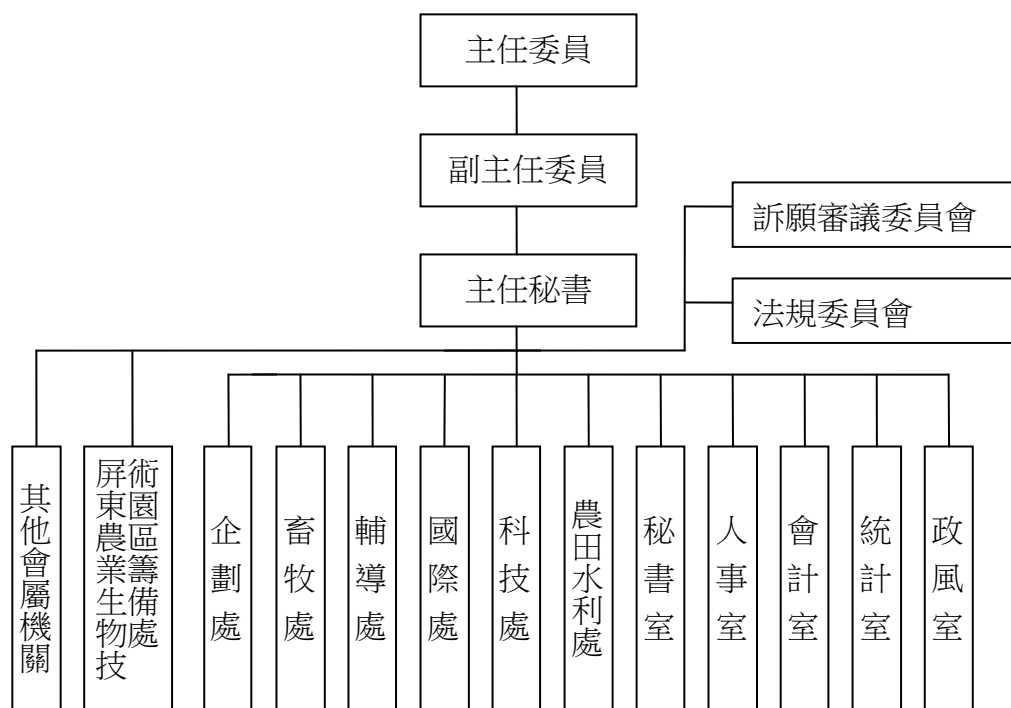 主任委員
副主任委員
訴願審議委員會
主任秘書
法規委員會
其他會屬機關
屏東農業生物技
術園區籌備處
企劃處
畜牧處
輔導處
國際處
科技處
農田水利處
秘書室
人事室
會計室
統計室
政風室